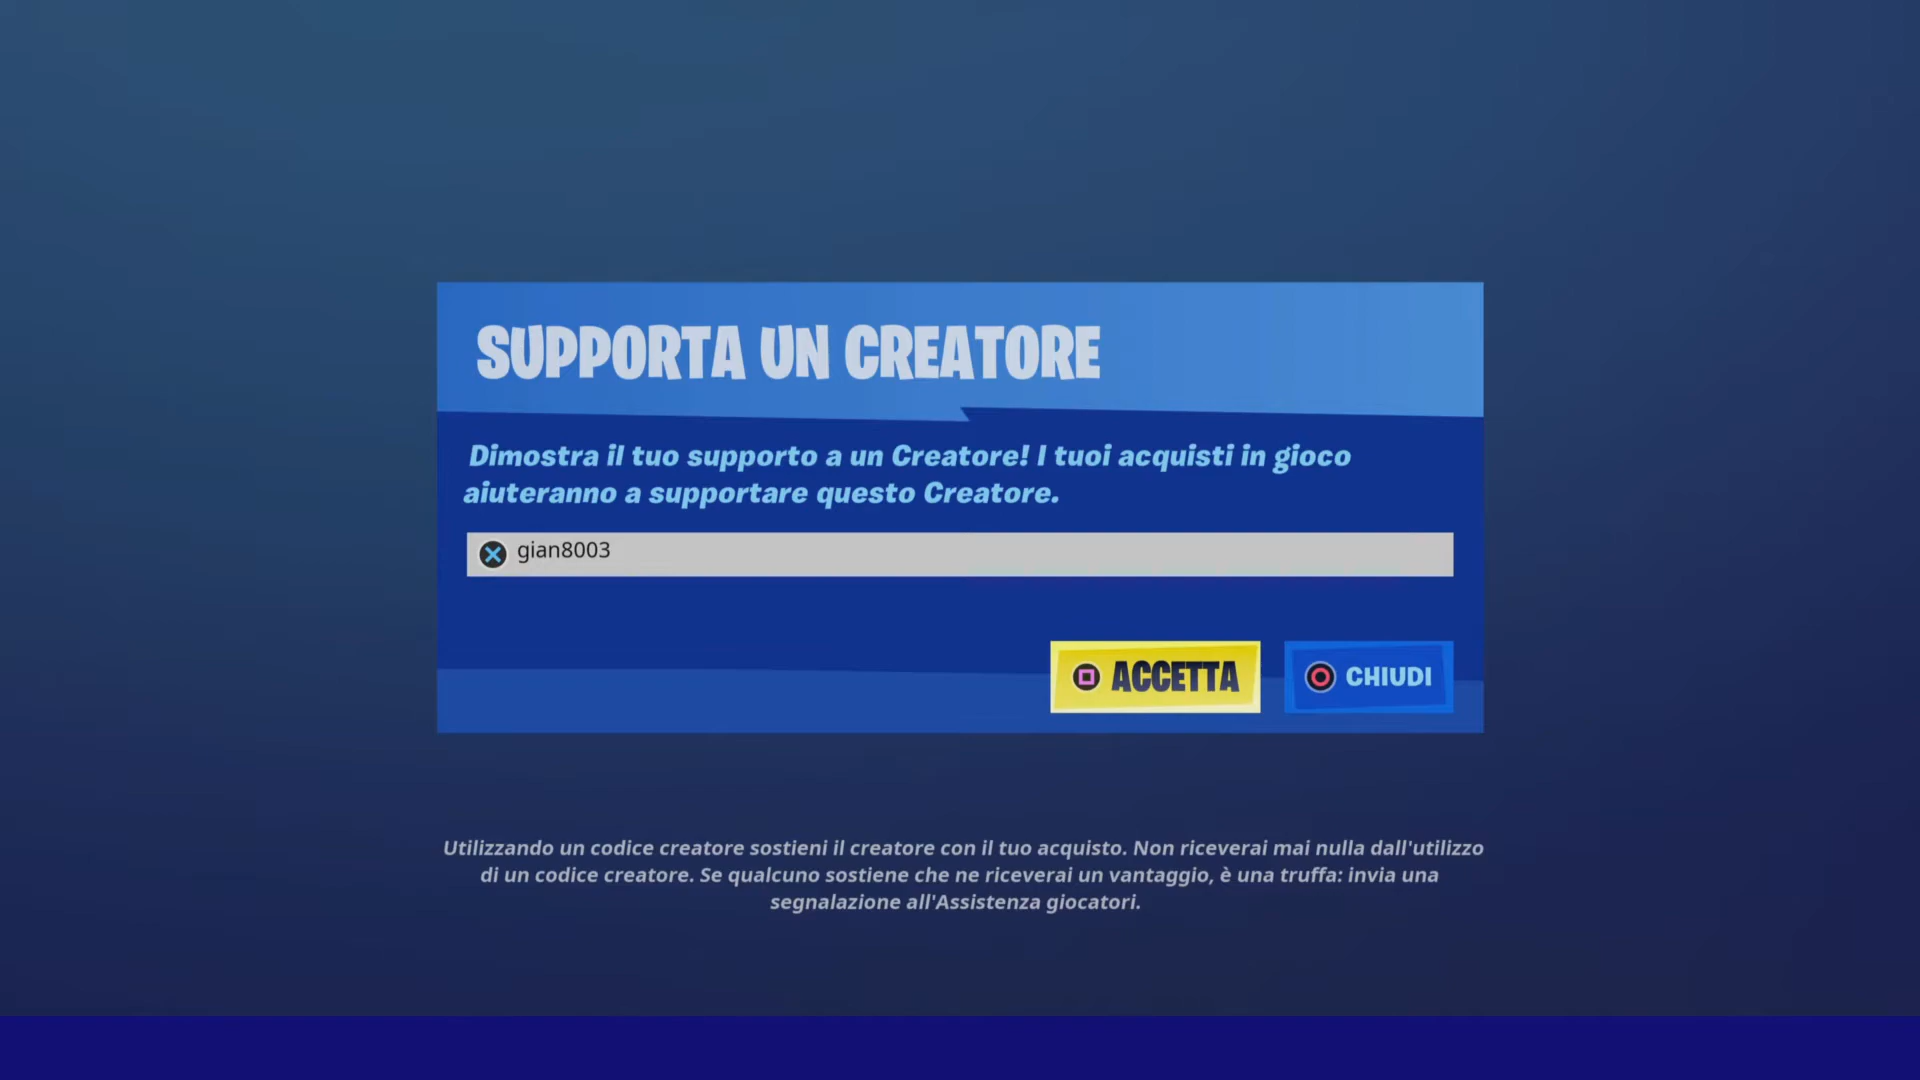 SUPPORTA UN CREATORE
Dimostra il tuo supporto a un Creatore! I tuoi acquisti in gioco
aiuteranno a supportare questo Creatore.
gian8003
ACCETTA
CHIUDI
Utilizzando un codice creatore sostieni il creatore con il tuo acquisto. Non riceverai mai nulla dall'utilizzo
di un codice creatore. Se qualcuno sostiene che ne riceverai un vantaggio, è una truffa: invia una
segnalazione all'Assistenza giocatori.